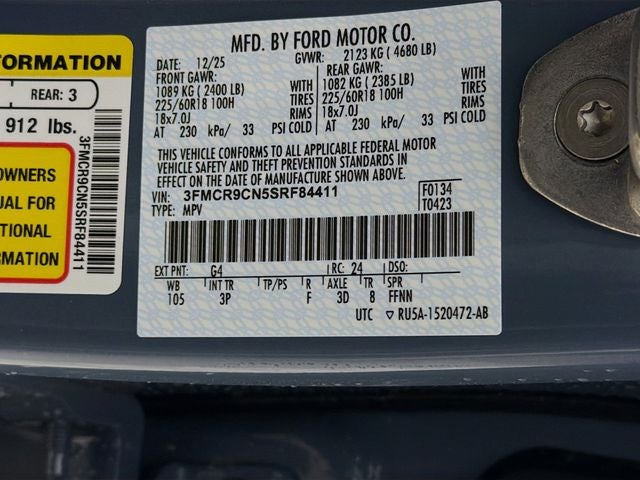 FORMATION
REAR: 3
912 lbs.
OWNERS
UAL FOR
TIONAL
RMATION
3FMCR9CN5SRF84411
MFD. BY FORD MOTOR CO.
DATE: 12/25 GVWR: 2123 KG ( 4680 LB)
FRONT GAWR: REAR GAWR:
1089 KG ( 2400 LB) WITH 1082 KG ( 2385 LB) WITH
225/60R18 100H TIRES 225/60R18 100H TIRES
18x7.0J RIMS 18x7.0J RIMS
AT 230 kPa/ 33 PSI COLD AT 230 kPa/ 33 PSI COLD
THIS VEHICLE CONFORMS TO ALL APPLICABLE FEDERAL MOTOR
VEHICLE SAFETY AND THEFT PREVENTION STANDARDS IN
EFFECT ON THE DATE OF MANUFACTURE SHOWN ABOVE.
VIN: 3FMCR9CN5SRF84411 F0134
TYPE: MPV T0423
EXT PNT: G4 RC: 24 DSO:
WB INT TR TP/PS R AXLE TR SPR
105 3P F 3D 8 FFNN
UTC ▽ RU5A-1520472-AB